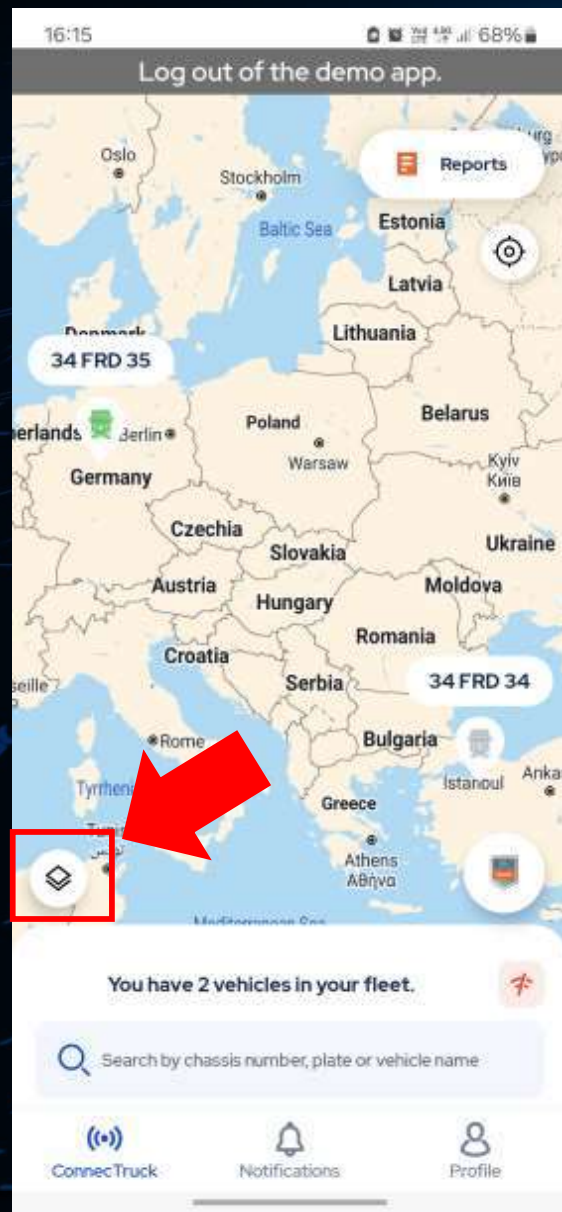 16:15
68%
Log out of the demo app.
Oslo
Stockholm
Reports
Baltic Sea
Estonia
Latvia
Lithuania
34 FRD 35
Belarus
Poland
Warsaw
Germany
Kyiv
Київ
Czechia
Slovakia
Ukraine
Austria
Hungary
Moldova
Romania
Croatia
Serbia
34 FRD 34
Rome
Bulgaria
Greece
Athens
Αθήνα
You have 2 vehicles in your fleet.
Search by chassis number, plate or vehicle name
ConnecTruck
Notifications
Profile